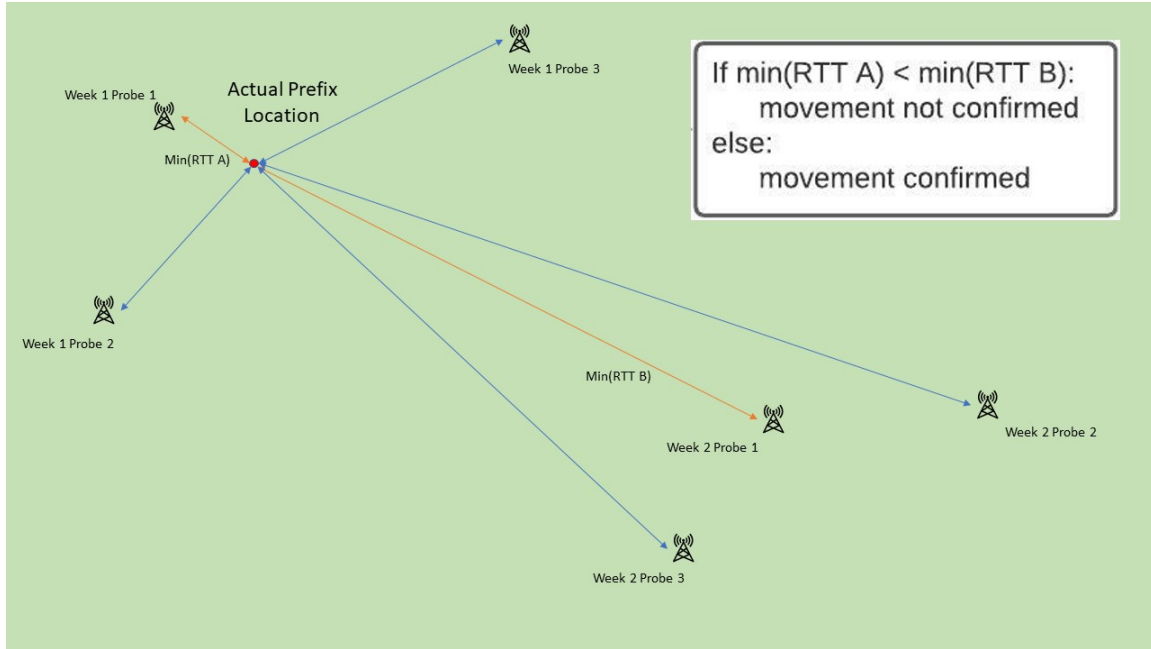 Week 1 Probe 3
Week 1 Probe 1
Actual Prefix
Location
Min(RTT A)
If min(RTT A) < min(RTT B):
movement not confirmed
else:
movement confirmed
Week 1 Probe 2
Min(RTT B)
Week 2 Probe 1
Week 2 Probe 2
Week 2 Probe 3